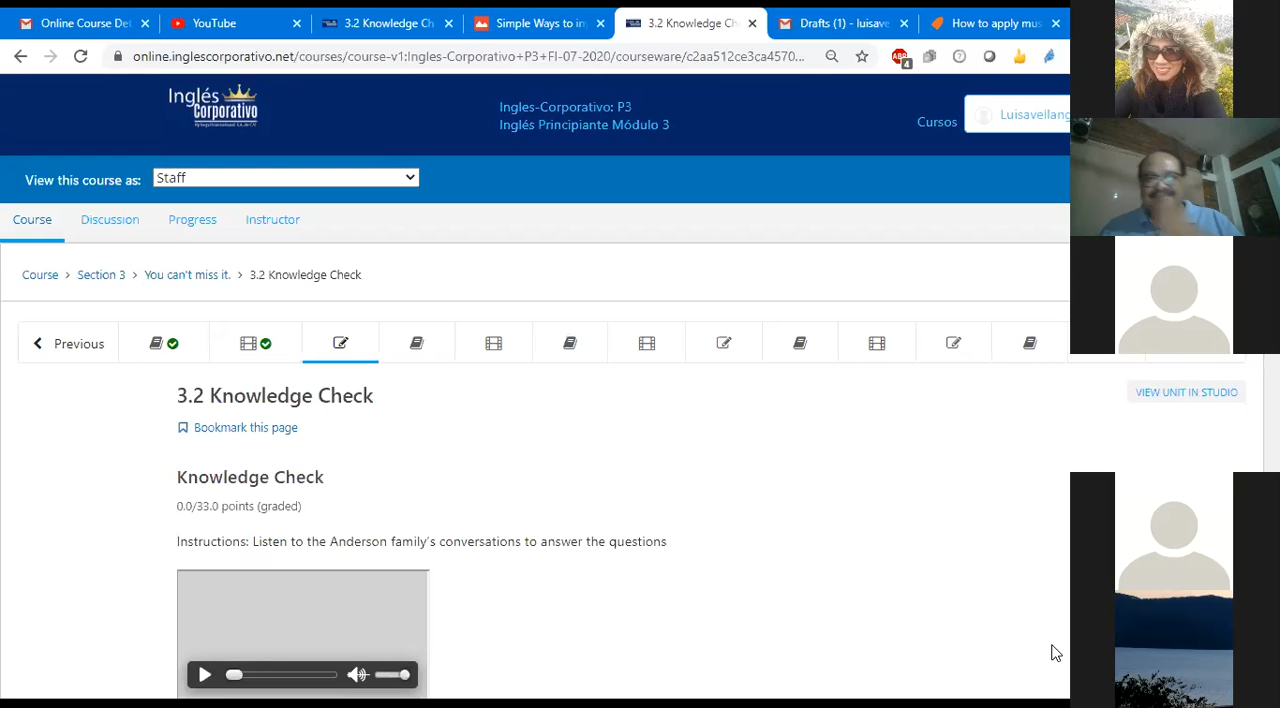 Online Course De
YouTube
3.2 Knowledge Ch
Simple Ways to in
3.2 Knowledge Ch
Drafts (1) - luisave
How to apply mus
online.inglescorporativo.net/courses/course-v1:Ingles-Corporativo+P3+FI-07-2020/courseware/c2aa512ce3ca4570...
ABP
4
Inglés
Corporativo
Ingles-Corporativo: P3
Inglés Principiante Módulo 3
Cursos
Luisavellang
View this course as:
Staff
Course
Discussion
Progress
Instructor
Course > Section 3 > You can't miss it. > 3.2 Knowledge Check
Previous
3.2 Knowledge Check
VIEW UNIT IN STUDIO
Bookmark this page
Knowledge Check
0.0/33.0 points (graded)
Instructions: Listen to the Anderson family's conversations to answer the questions